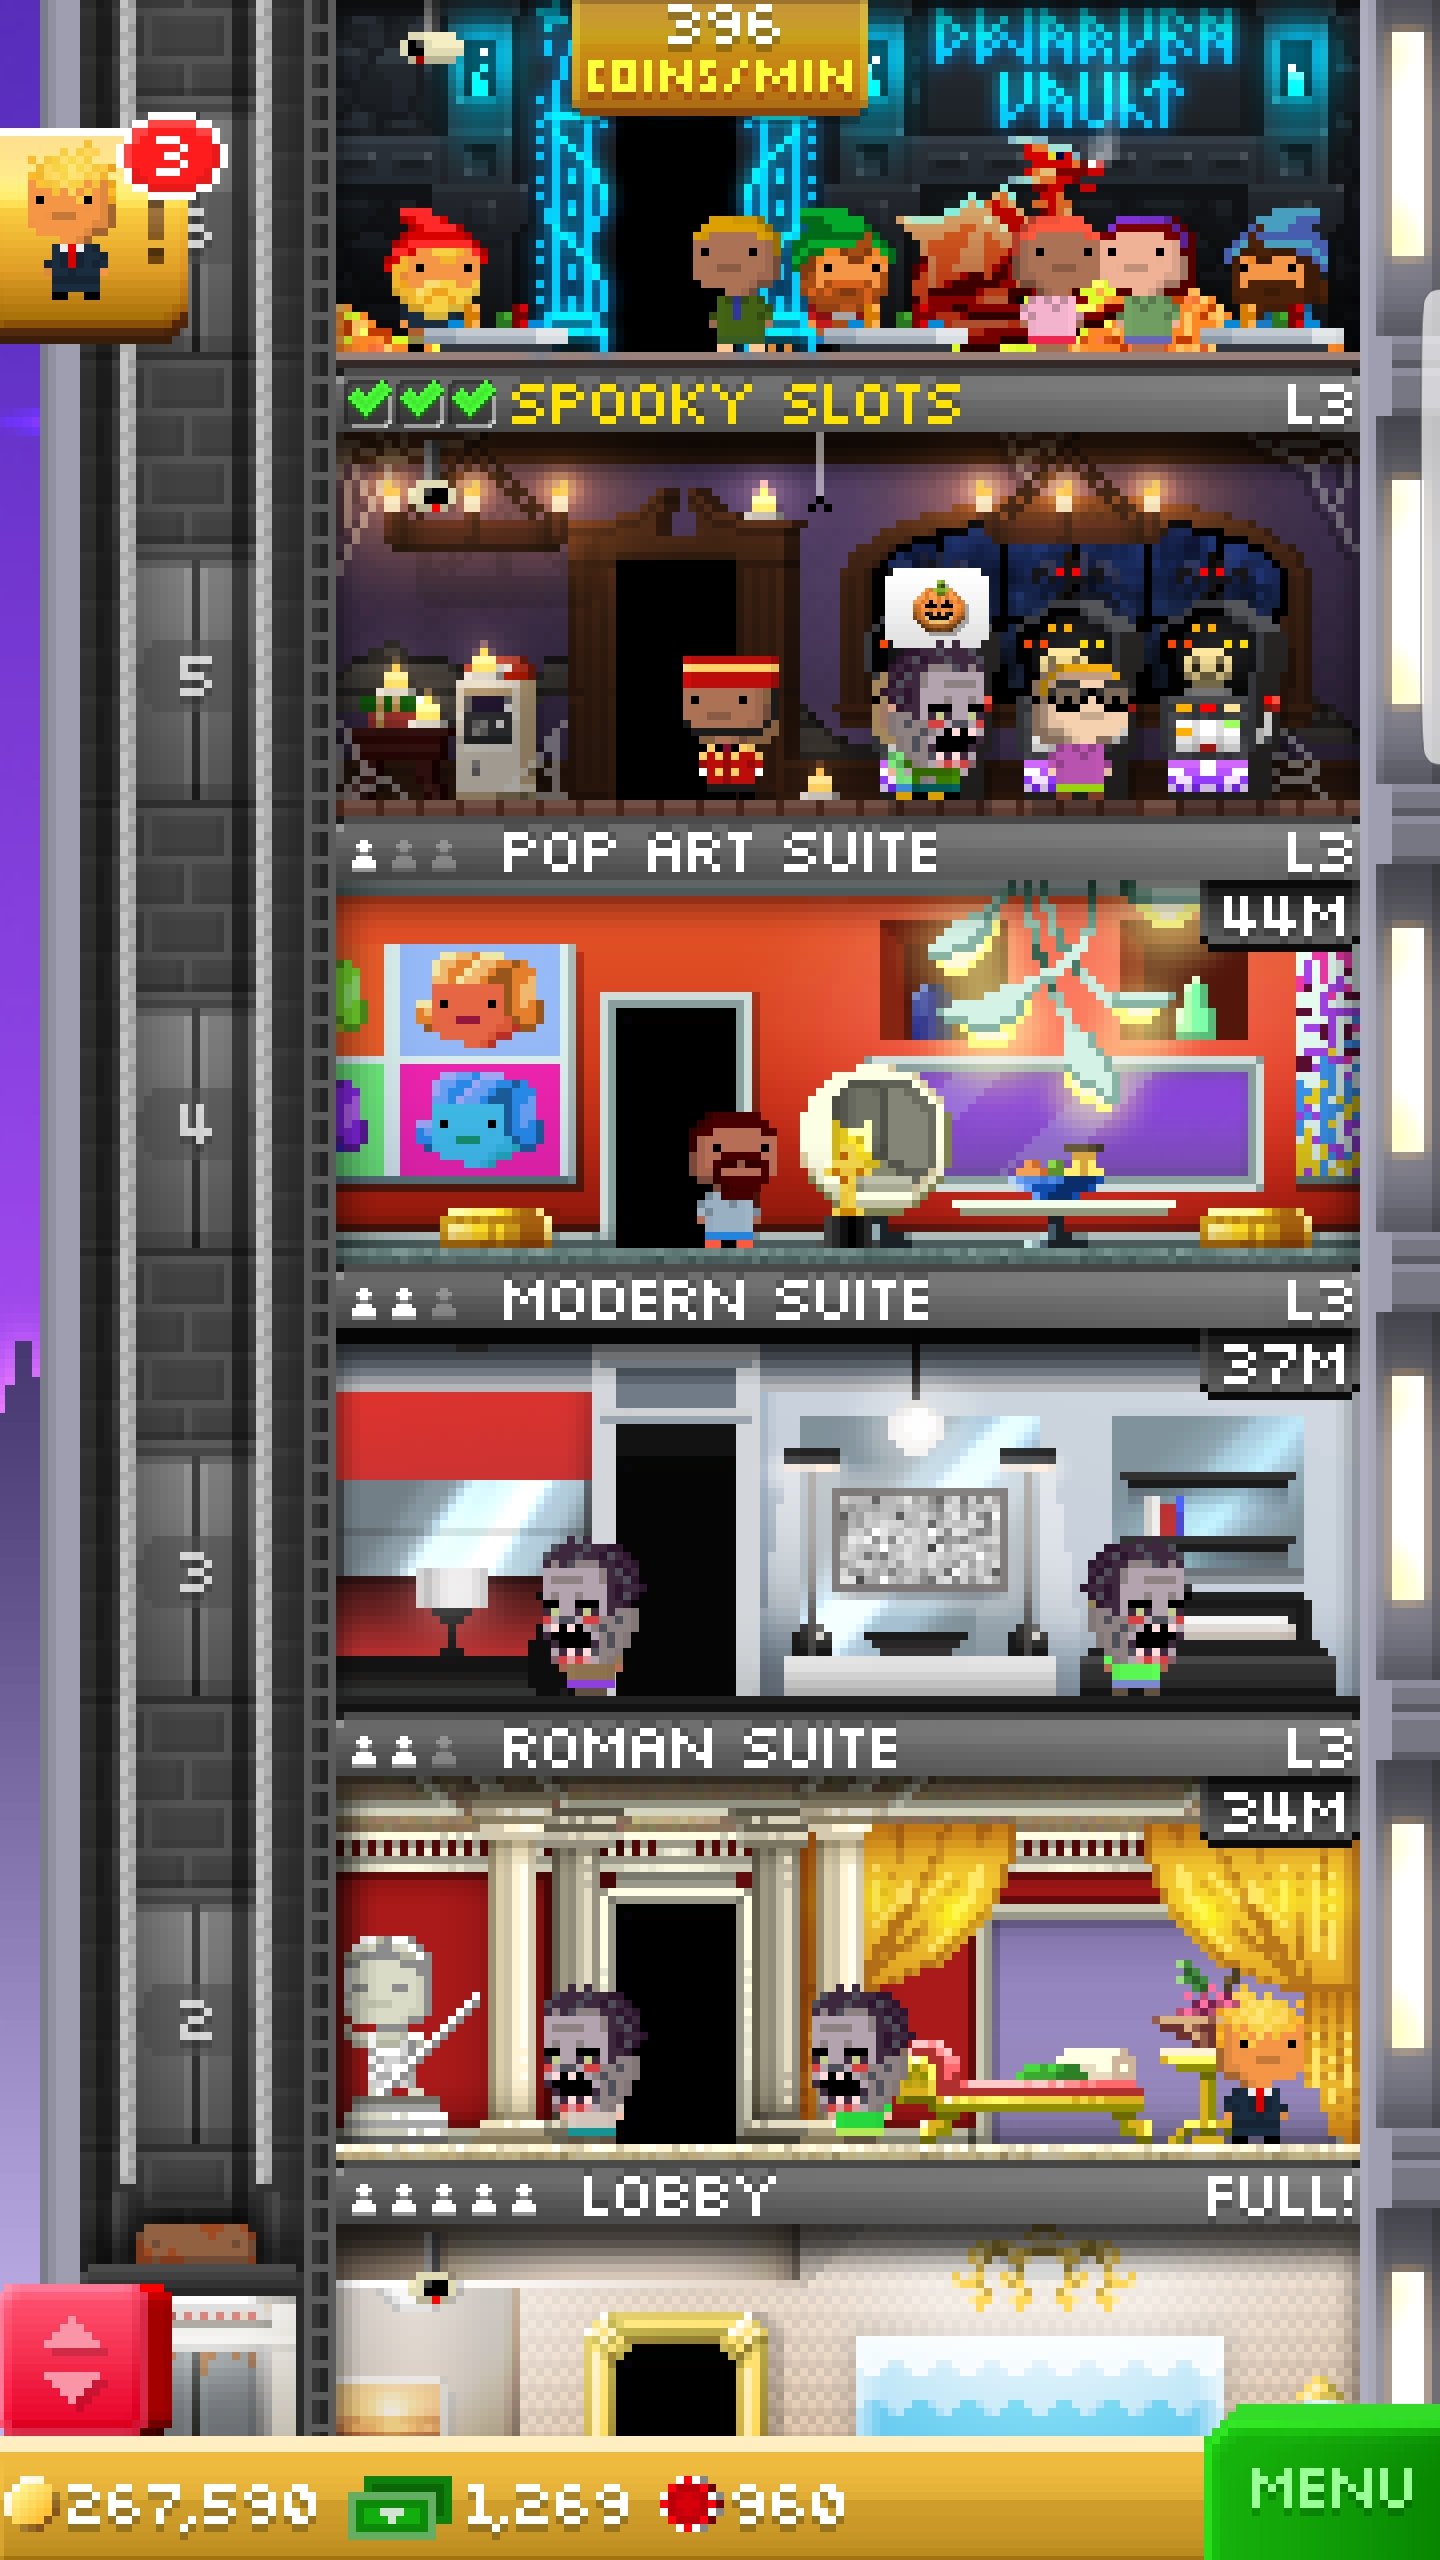 396
COINS/MIN
DWARVEN
VAULT
3
!
SPOOKY SLOTS L3
5
POP ART SUITE L3
44M
4
MODERN SUITE L3
37M
3
ROMAN SUITE L3
34M
2
LOBBY FULL!
267,590 1,269 960
MENU